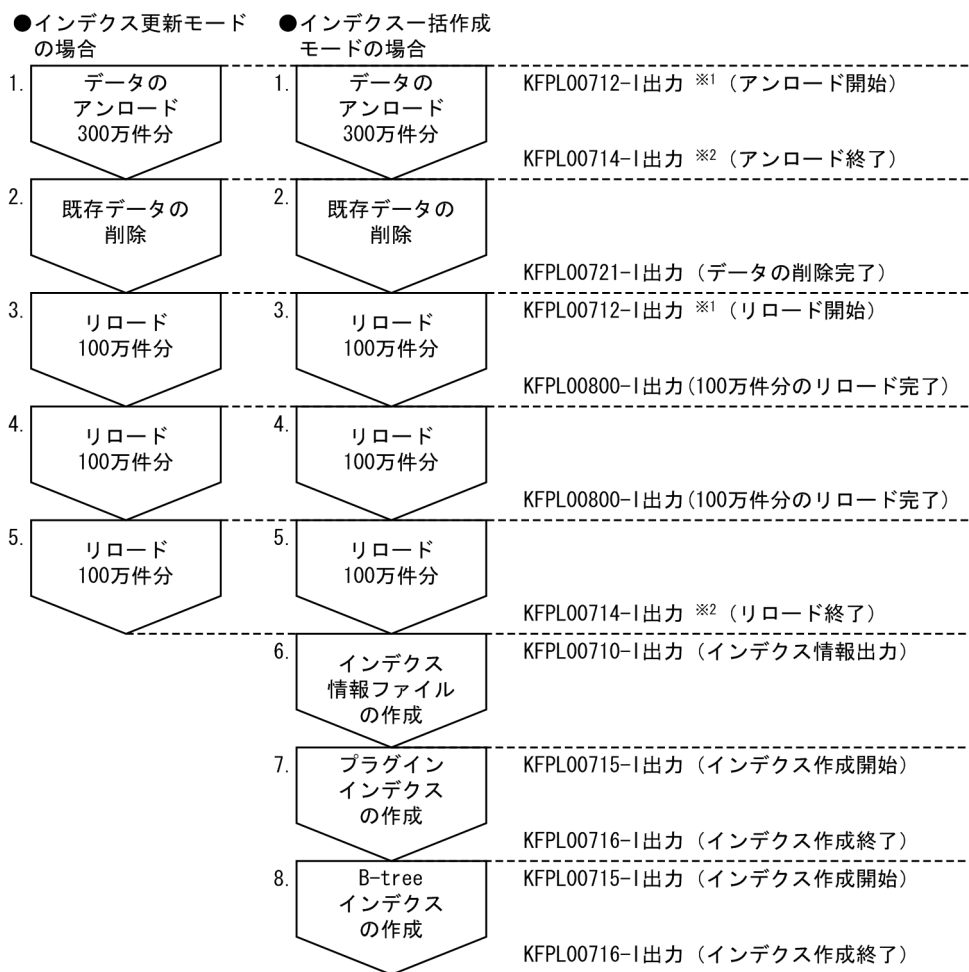 ●インデクス更新モード
の場合
●インデクス一括作成
モードの場合
1.
データの
アンロード
300万件分
1.
データの
アンロード
300万件分
KFPL00712-I出力 ※1（アンロード開始）
KFPL00714-I出力 ※2（アンロード終了）
2.
既存データの
削除
2.
既存データの
削除
KFPL00721-I出力（データの削除完了）
3.
リロード
100万件分
3.
リロード
100万件分
KFPL00712-I出力 ※1（リロード開始）
KFPL00800-I出力(100万件分のリロード完了)
4.
リロード
100万件分
4.
リロード
100万件分
KFPL00800-I出力(100万件分のリロード完了)
5.
リロード
100万件分
5.
リロード
100万件分
KFPL00714-I出力 ※2（リロード終了）
6.
インデクス
情報ファイル
の作成
KFPL00710-I出力（インデクス情報出力）
7.
プラグイン
インデクス
の作成
KFPL00715-I出力（インデクス作成開始）
KFPL00716-I出力（インデクス作成終了）
8.
B-tree
インデクス
の作成
KFPL00715-I出力（インデクス作成開始）
KFPL00716-I出力（インデクス作成終了）